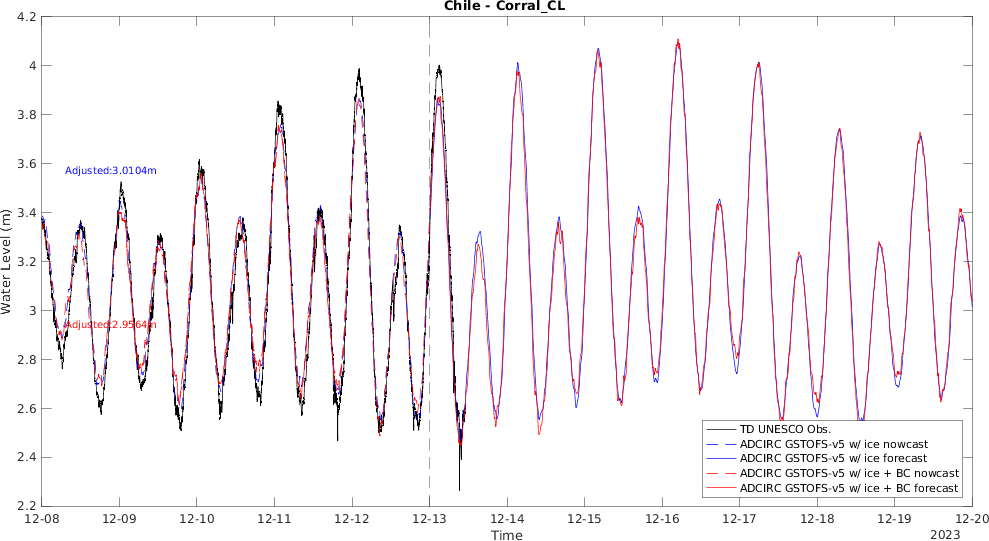 Chile - Corral_CL
Water Level (m)
4.2
4
3.8
3.6
3.4
3.2
3
2.8
2.6
2.4
2.2
Adjusted:3.0104m
Adjusted:2.9564m
TD UNESCO Obs.
ADCIRC GSTOFS-v5 w/ ice nowcast
ADCIRC GSTOFS-v5 w/ ice forecast
ADCIRC GSTOFS-v5 w/ ice + BC nowcast
ADCIRC GSTOFS-v5 w/ ice + BC forecast
12-08 12-09 12-10 12-11 12-12 12-13 12-14 12-15 12-16 12-17 12-18 12-19 12-20
Time
2023